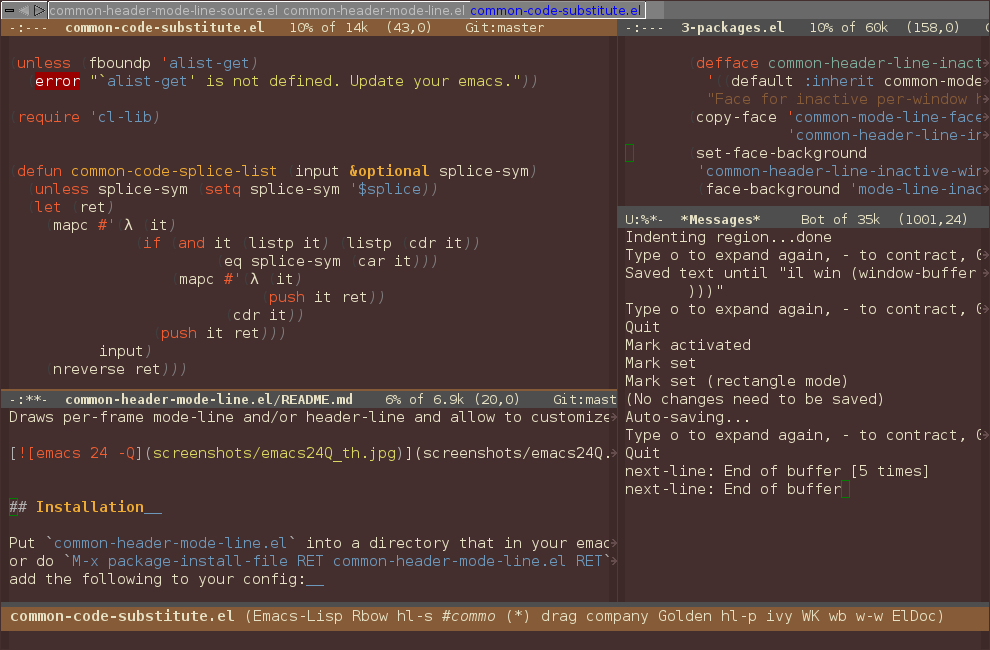 common-header-mode-line-source.el common-header-mode-line.el common-code-substitute.el
-:--- common-code-substitute.el 10% of 14k (43,0) Git:master
(unless (fboundp 'alist-get)
(error "`alist-get' is not defined. Update your emacs."))
(require 'cl-lib)
(defun common-code-splice-list (input &optional splice-sym)
(unless splice-sym (setq splice-sym '$splice))
(let (ret)
(mapc #'(λ (it)
(if (and it (listp it) (listp (cdr it))
(eq splice-sym (car it)))
(mapc #'(λ (it)
(push it ret))
(cdr it))
(push it ret)))
input)
(nreverse ret)))
-:**- common-header-mode-line.el/README.md 6% of 6.9k (20,0) Git:mast
Draws per-frame mode-line and/or header-line and allow to customize
[![emacs 24 -Q](screenshots/emacs24Q_th.jpg)](screenshots/emacs24Q.
## Installation__
Put `common-header-mode-line.el` into a directory that in your emac
or do `M-x package-install-file RET common-header-mode-line.el RET`
add the following to your config:__
-:--- 3-packages.el 10% of 60k (158,0)
(defface common-header-line-inact
'((default :inherit common-mode
"Face for inactive per-window h
(copy-face 'common-mode-line-face
'common-header-line-in
(set-face-background
'common-header-line-inactive-win
(face-background 'mode-line-inac
U:%*- *Messages* Bot of 35k (1001,24)
Indenting region...done
Type o to expand again, - to contract, 0
Saved text until "il win (window-buffer
)))"
Type o to expand again, - to contract, 0
Quit
Mark activated
Mark set
Mark set (rectangle mode)
(No changes need to be saved)
Auto-saving...
Type o to expand again, - to contract, 0
Quit
next-line: End of buffer [5 times]
next-line: End of buffer
common-code-substitute.el (Emacs-Lisp Rbow hl-s #commo (*) drag company Golden hl-p ivy WK wb w-w ElDoc)